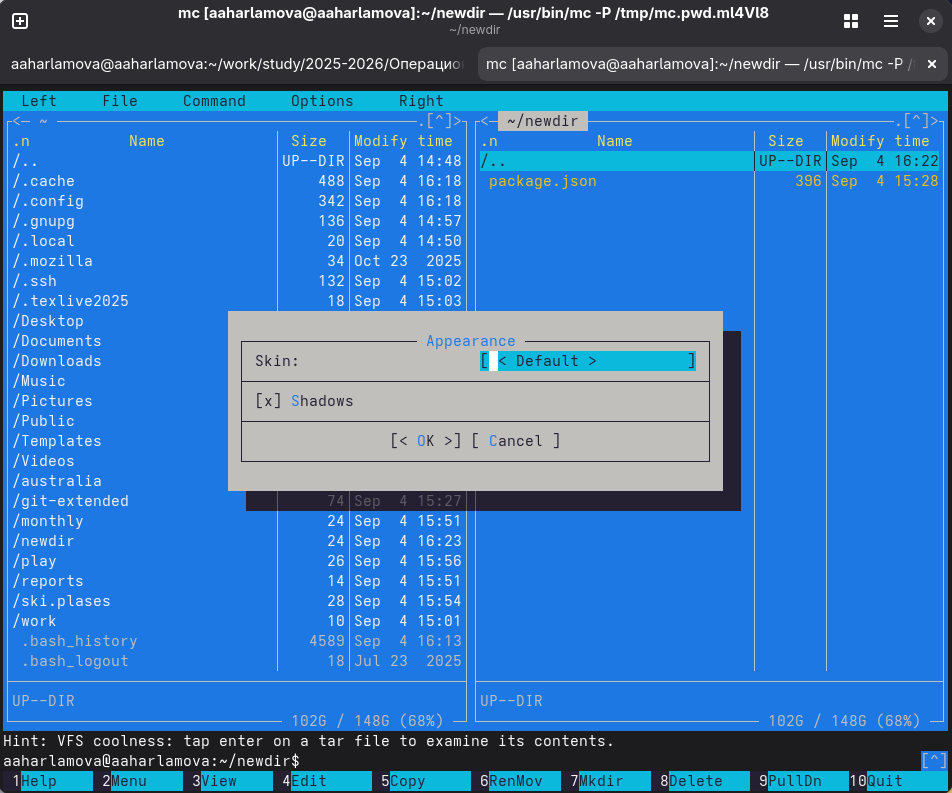 mc [aaharlamova@aaharlamova]:~/newdir — /usr/bin/mc -P /tmp/mc.pwd.ml4Vl8
~/newdir
aaharlamova@aaharlamova:~/work/study/2025-2026/Операцио
mc [aaharlamova@aaharlamova]:~/newdir — /usr/bin/mc -P /
Left File Command Options Right
<— ~ .[^]> <— ~/newdir .[^]>
.n Name Size Modify time .n Name Size Modify time
/.. UP--DIR Sep 4 14:48 /.. UP--DIR Sep 4 16:22
/.cache 488 Sep 4 16:18 package.json 396 Sep 4 15:28
/.config 342 Sep 4 16:18
/.gnupg 136 Sep 4 14:57
/.local 20 Sep 4 14:50
/.mozilla 34 Oct 23 2025
/.ssh 132 Sep 4 15:02
/.texlive2025 18 Sep 4 15:03
/Desktop
/Documents
/Downloads
/Music
/Pictures
/Public
/Templates
/Videos
/australia
/git-extended 74 Sep 4 15:27
/monthly 24 Sep 4 15:51
/newdir 24 Sep 4 16:23
/play 26 Sep 4 15:56
/reports 14 Sep 4 15:51
/ski.plases 28 Sep 4 15:54
/work 10 Sep 4 15:01
.bash_history 4589 Sep 4 16:13
.bash_logout 18 Jul 23 2025
Appearance
Skin: [ < Default > ]
[x] Shadows
[< OK >] [ Cancel ]
UP--DIR UP--DIR
102G / 148G (68%) 102G / 148G (68%)
Hint: VFS coolness: tap enter on a tar file to examine its contents.
aaharlamova@aaharlamova:~/newdir$ [^]
1Help 2Menu 3View 4Edit 5Copy 6RenMov 7Mkdir 8Delete 9PullDn 10Quit